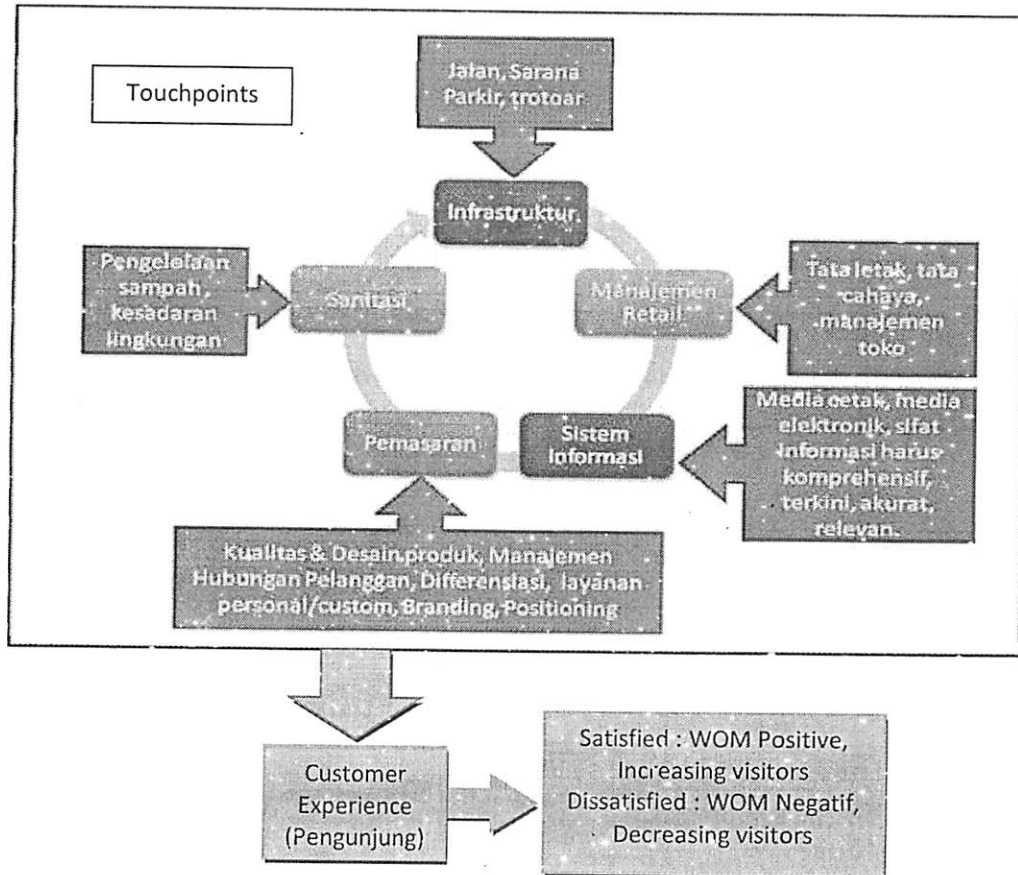 Touchpoints
Jalan, Sarana
Parkir, trotoar
Infrastruktur
Pengelolaan
sampah,
kesadaran
lingkungan
Sanitasi
Manajemen
Retail
Tata letak, tata
cahaya,
manajemen
toko
Pemasaran
Sistem
Informasi
Media cetak, media
elektronik, sifat
informasi harus
komprehensif,
terkini, akurat,
relevan.
Kualitas & Desain produk, Manajemen
Hubungan Pelanggan, Differensiasi, layanan
personal/custom, Branding, Positioning
Customer
Experience
(Pengunjung)
Satisfied : WOM Positive,
Increasing visitors
Dissatisfied : WOM Negatif,
Decreasing visitors